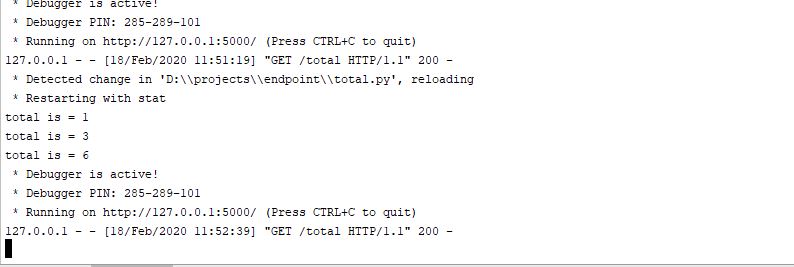 * Debugger is active!
* Debugger PIN: 285-289-101
* Running on http://127.0.0.1:5000/ (Press CTRL+C to quit)
127.0.0.1 - - [18/Feb/2020 11:51:19] "GET /total HTTP/1.1" 200 -
* Detected change in 'D:\\projects\\endpoint\\total.py', reloading
* Restarting with stat
total is = 1
total is = 3
total is = 6
* Debugger is active!
* Debugger PIN: 285-289-101
* Running on http://127.0.0.1:5000/ (Press CTRL+C to quit)
127.0.0.1 - - [18/Feb/2020 11:52:39] "GET /total HTTP/1.1" 200 -